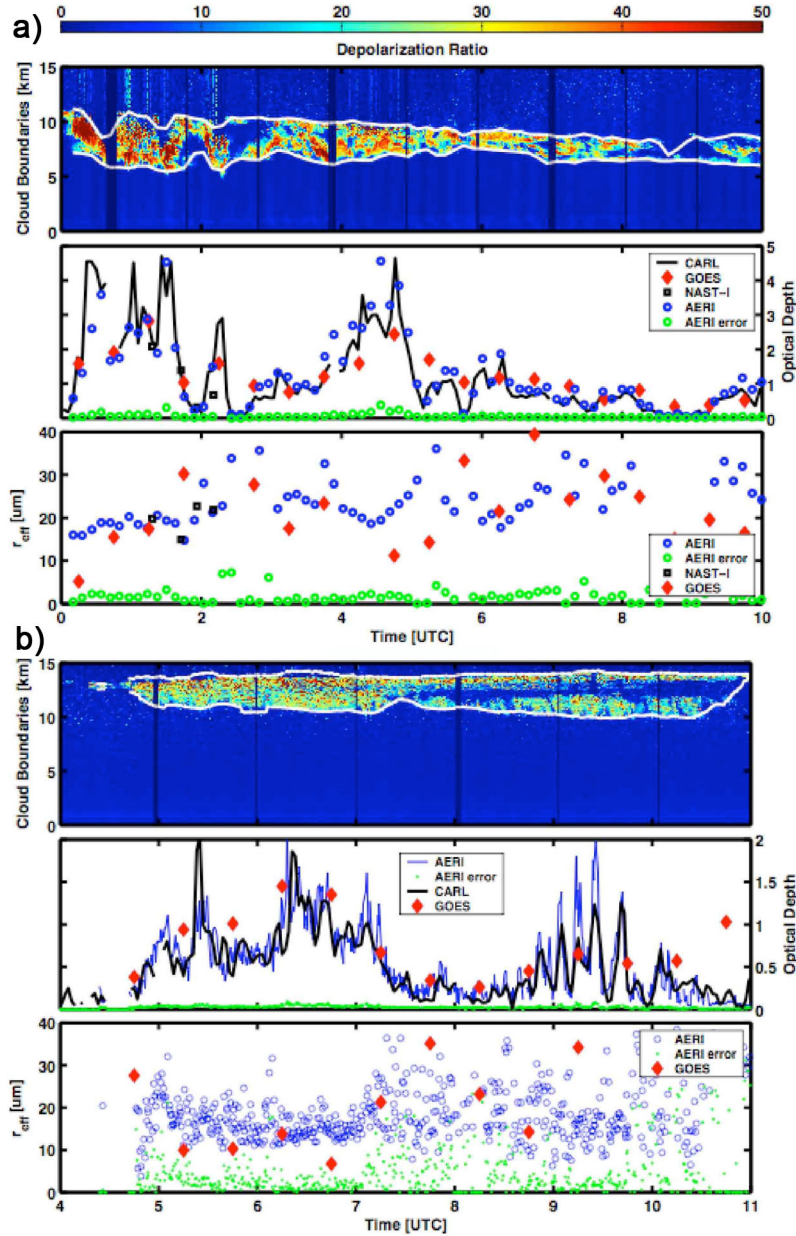 a)
0 10 20 30 40 50
Depolarization Ratio
15
10
5
0
Cloud Boundaries [km]
5
4
3
2
1
0
Optical Depth
CARL
GOES
NAST-I
AERI
AERI error
40
30
20
10
0
r_eff [um]
AERI
AERI error
NAST-I
GOES
0 2 4 6 8 10
Time [UTC]
b)
15
10
5
0
Cloud Boundaries [km]
2
1.5
1
0.5
0
Optical Depth
AERI
AERI error
CARL
GOES
40
30
20
10
0
r_eff [um]
AERI
AERI error
GOES
4 5 6 7 8 9 10 11
Time [UTC]